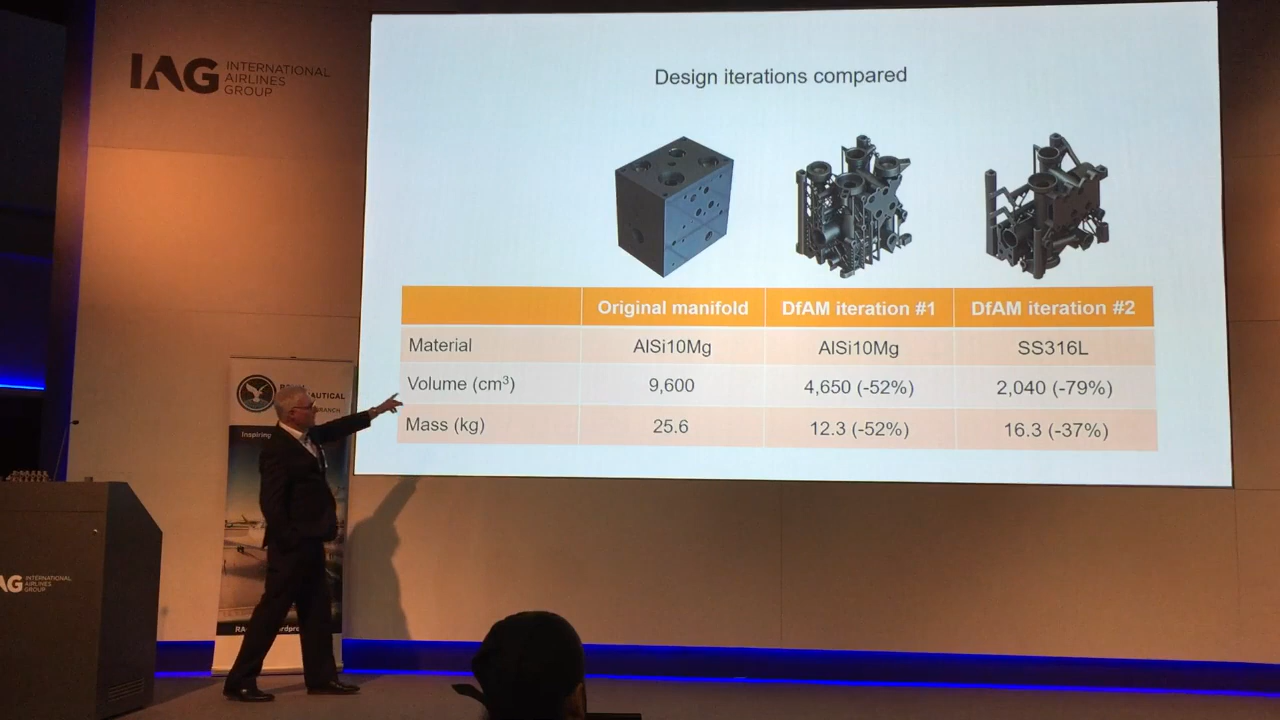 IAG INTERNATIONAL
AIRLINES
GROUP
Design iterations compared
Original manifold DfAM iteration #1 DfAM iteration #2
Material AlSi10Mg AlSi10Mg SS316L
Volume (cm³) 9,600 4,650 (-52%) 2,040 (-79%)
Mass (kg) 25.6 12.3 (-52%) 16.3 (-37%)
Inspiring
AG INTERNATIONAL
AIRLINES
GROUP